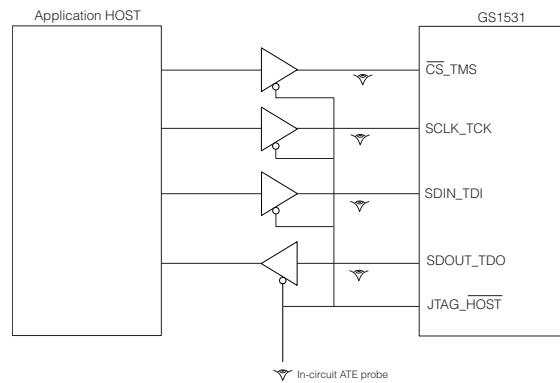 Application HOST
GS1531
CS_TMS
SCLK_TCK
SDIN_TDI
SDOUT_TDO
JTAG_HOST
In-circuit ATE probe